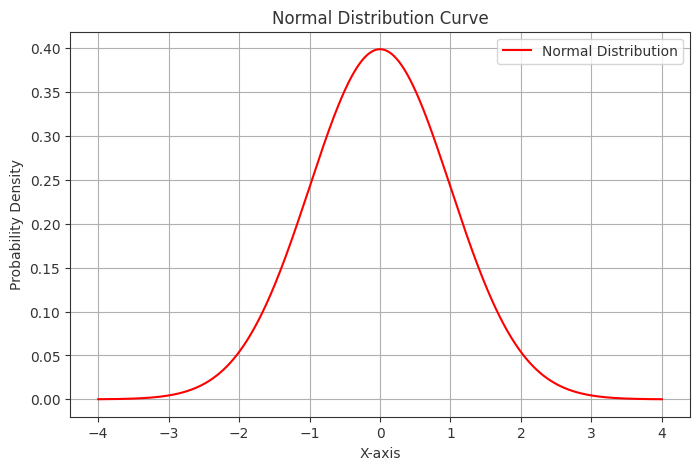 Normal Distribution Curve
Normal Distribution
Probability Density
0.40
0.35
0.30
0.25
0.20
0.15
0.10
0.05
0.00
−4 −3 −2 −1 0 1 2 3 4
X-axis